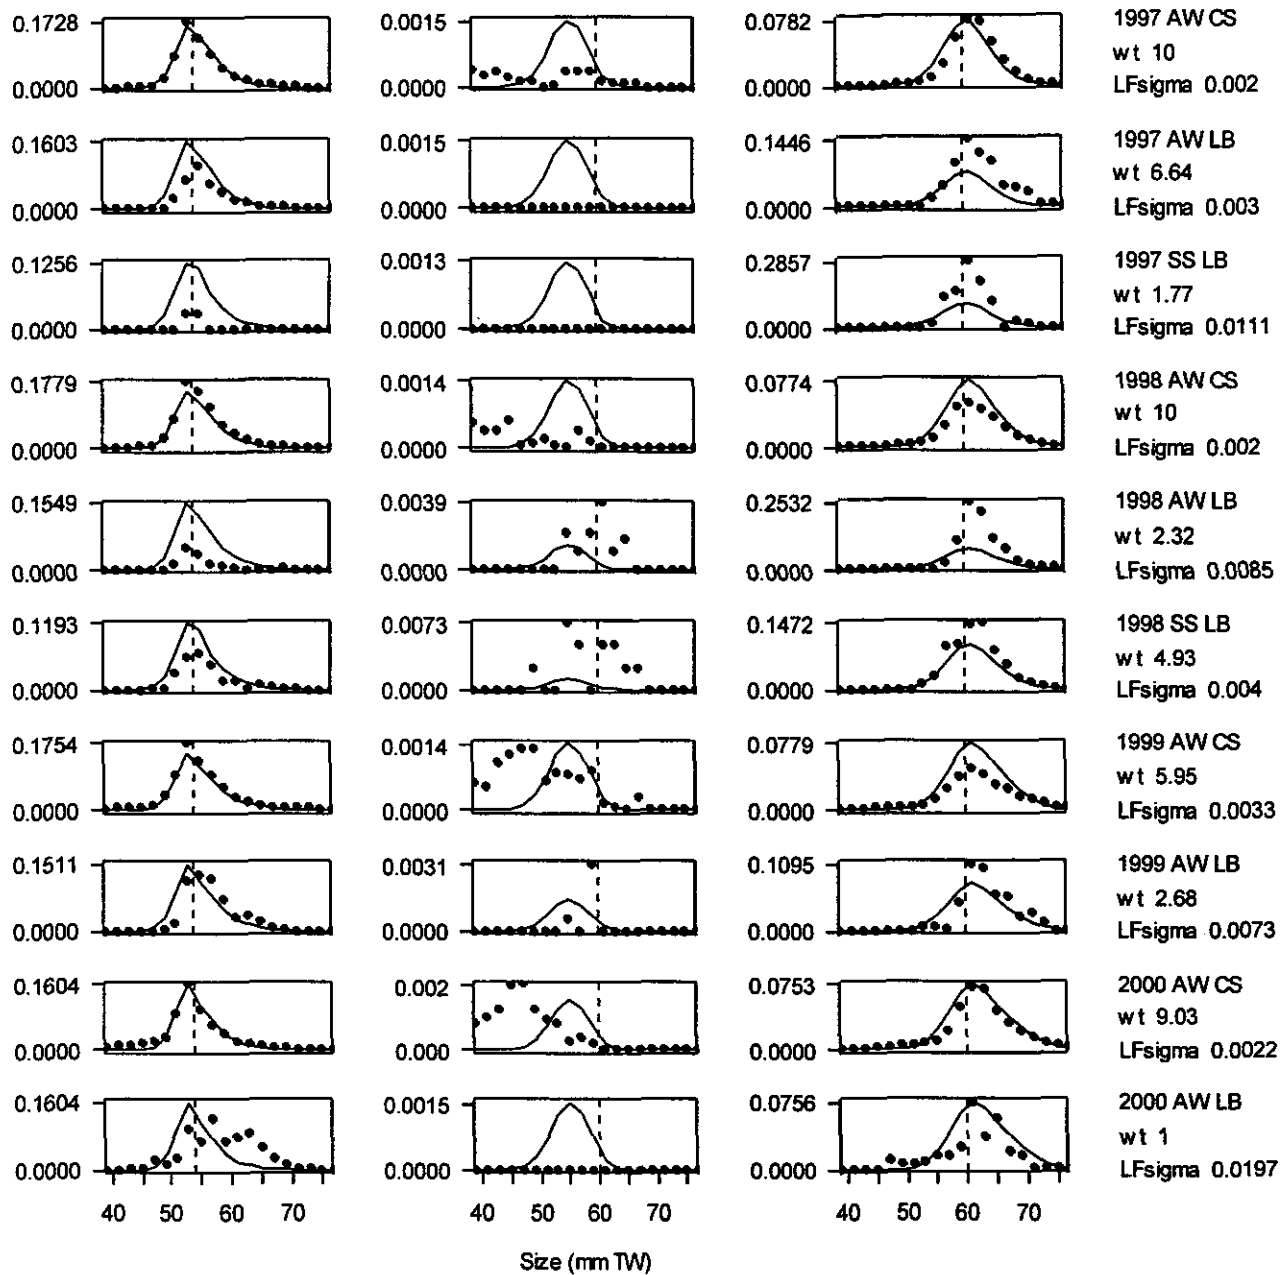 0.1728 0.0015 0.0782 1997 AW CS
wt 10
0.0000 0.0000 0.0000 LFsigma 0.002
0.1603 0.0015 0.1446 1997 AW LB
wt 6.64
0.0000 0.0000 0.0000 LFsigma 0.003
0.1256 0.0013 0.2857 1997 SS LB
wt 1.77
0.0000 0.0000 0.0000 LFsigma 0.0111
0.1779 0.0014 0.0774 1998 AW CS
wt 10
0.0000 0.0000 0.0000 LFsigma 0.002
0.1549 0.0039 0.2532 1998 AW LB
wt 2.32
0.0000 0.0000 0.0000 LFsigma 0.0085
0.1193 0.0073 0.1472 1998 SS LB
wt 4.93
0.0000 0.0000 0.0000 LFsigma 0.004
0.1754 0.0014 0.0779 1999 AW CS
wt 5.95
0.0000 0.0000 0.0000 LFsigma 0.0033
0.1511 0.0031 0.1095 1999 AW LB
wt 2.68
0.0000 0.0000 0.0000 LFsigma 0.0073
0.1604 0.002 0.0753 2000 AW CS
wt 9.03
0.0000 0.000 0.0000 LFsigma 0.0022
0.1604 0.0015 0.0756 2000 AW LB
wt 1
0.0000 0.0000 0.0000 LFsigma 0.0197
40 50 60 70 40 50 60 70 40 50 60 70
Size (mm TW)